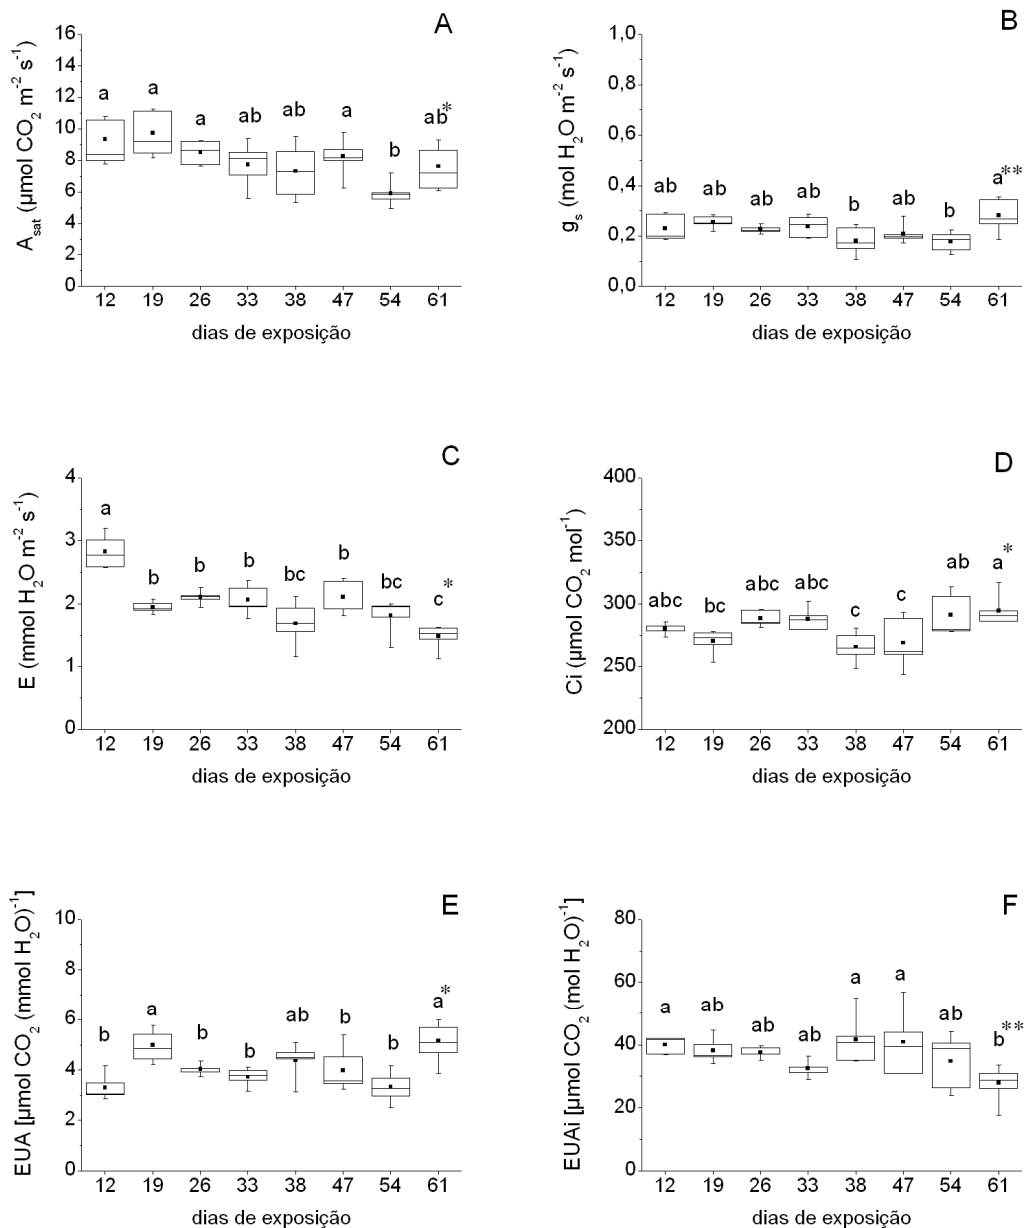 A
A_sat (µmol CO₂ m⁻² s⁻¹)
16
14
12
10
8
6
4
2
0
a a a ab ab a b ab*
12 19 26 33 38 47 54 61
dias de exposição
B
g_s (mol H₂O m⁻² s⁻¹)
1,0
0,8
0,6
0,4
0,2
0,0
ab ab ab ab b ab b a**
12 19 26 33 38 47 54 61
dias de exposição
C
E (mmol H₂O m⁻² s⁻¹)
4
3
2
1
0
a b b b bc b bc c*
12 19 26 33 38 47 54 61
dias de exposição
D
Ci (µmol CO₂ mol⁻¹)
400
350
300
250
200
abc bc abc abc c c ab a*
12 19 26 33 38 47 54 61
dias de exposição
E
EUA [µmol CO₂ (mmol H₂O)⁻¹]
10
8
6
4
2
0
b a b b ab b b a*
12 19 26 33 38 47 54 61
dias de exposição
F
EUAi [µmol CO₂ (mol H₂O)⁻¹]
80
60
40
20
0
a ab ab ab a a ab b**
12 19 26 33 38 47 54 61
dias de exposição